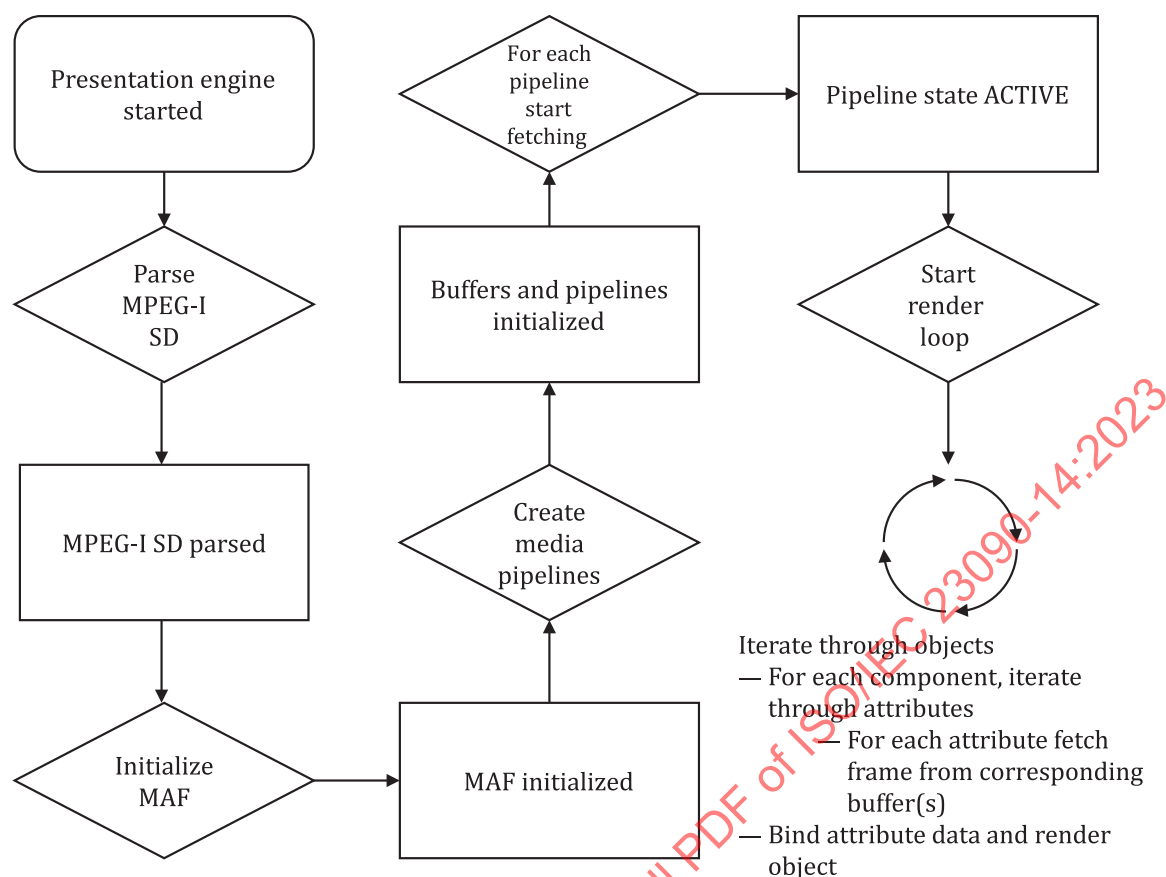 Presentation engine
started
Parse
MPEG-I
SD
MPEG-I SD parsed
Initialize
MAF
MAF initialized
Create
media
pipelines
Buffers and pipelines
initialized
For each
pipeline
start
fetching
Pipeline state ACTIVE
Start
render
loop
Iterate through objects
— For each component, iterate
through attributes
— For each attribute fetch
frame from corresponding
buffer(s)
— Bind attribute data and render
object
PDF of ISO/IEC 23090-14:2023